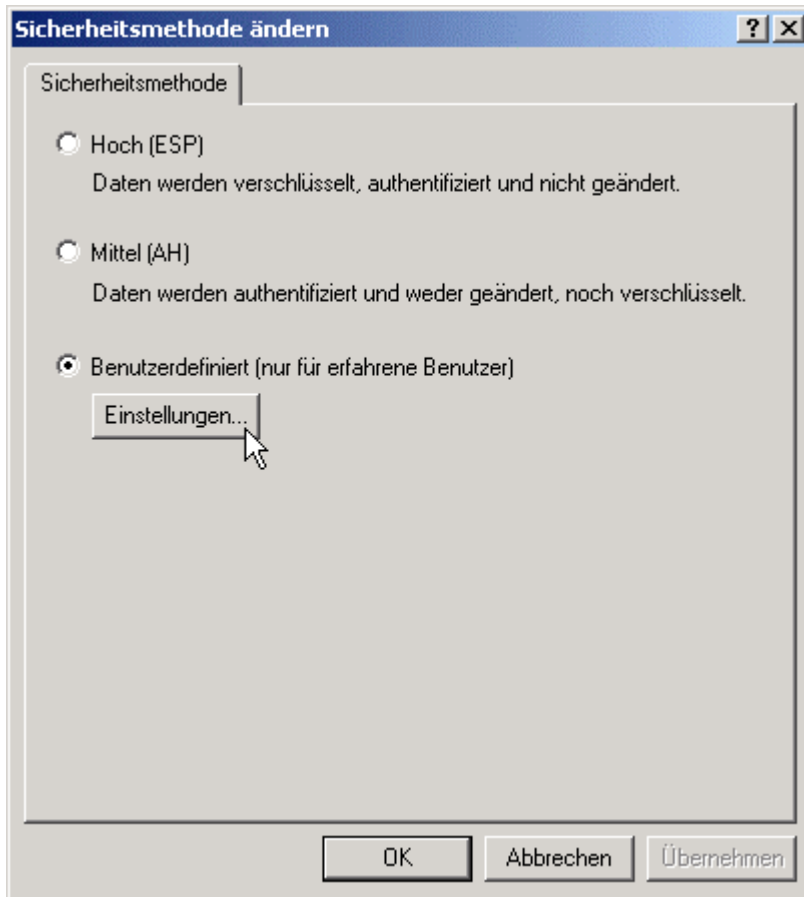 Sicherheitsmethode ändern
Sicherheitsmethode
Hoch (ESP)
Daten werden verschlüsselt, authentifiziert und nicht geändert.
Mittel (AH)
Daten werden authentifiziert und weder geändert, noch verschlüsselt.
Benutzerdefiniert (nur für erfahrene Benutzer)
Einstellungen...
OK Abbrechen Übernehmen